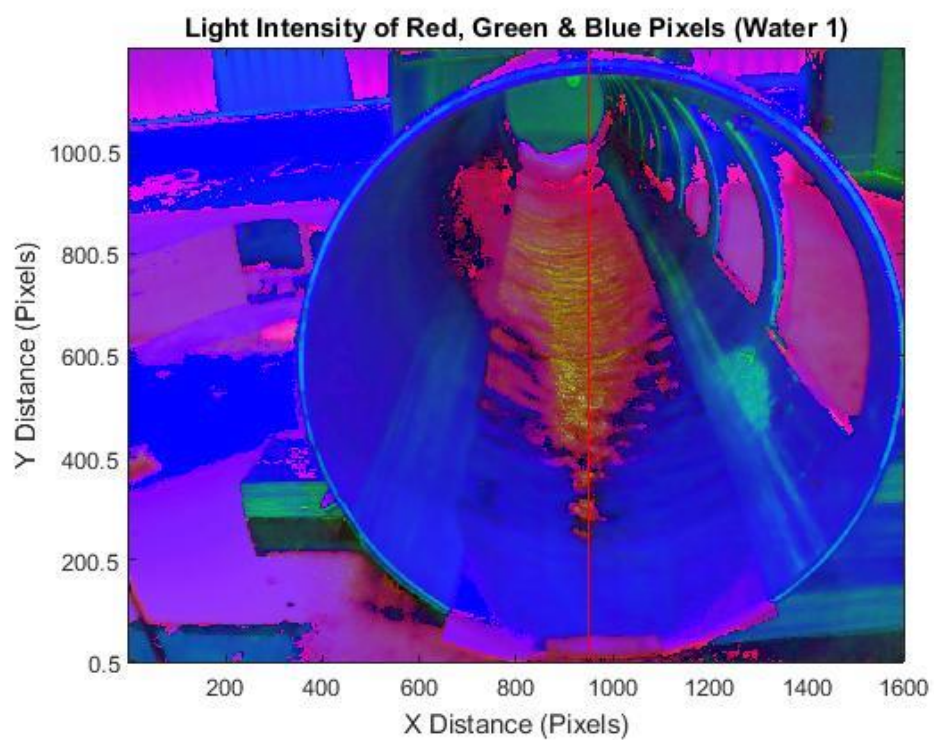 Light Intensity of Red, Green & Blue Pixels (Water 1)
Y Distance (Pixels)
1000.5
800.5
600.5
400.5
200.5
0.5
200 400 600 800 1000 1200 1400 1600
X Distance (Pixels)